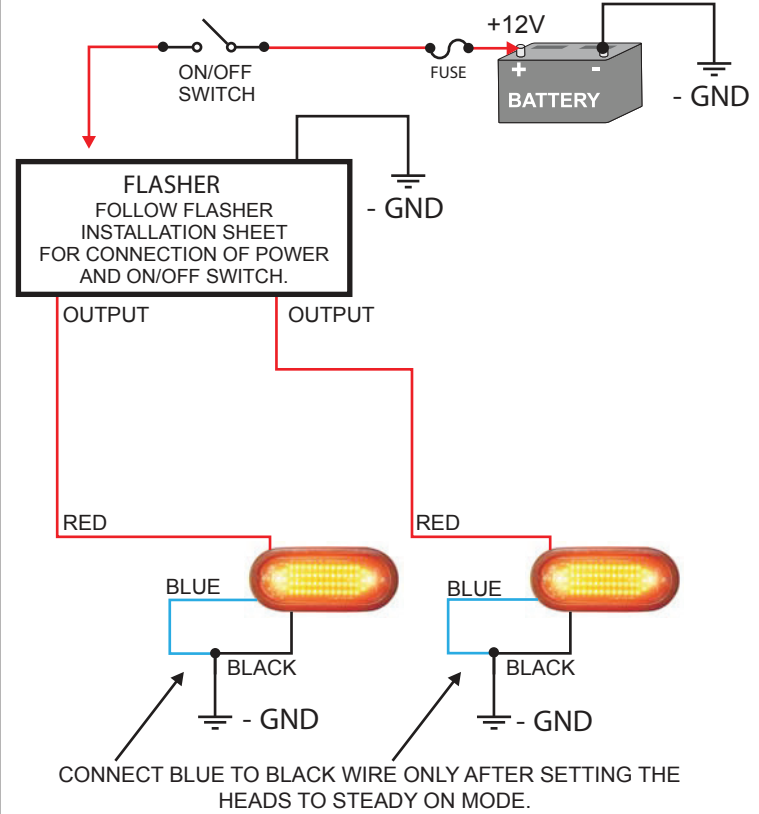 +12V
ON/OFF
SWITCH
FUSE
+ -
BATTERY
- GND
FLASHER
FOLLOW FLASHER
INSTALLATION SHEET
FOR CONNECTION OF POWER
AND ON/OFF SWITCH.
- GND
OUTPUT
OUTPUT
RED
RED
BLUE
BLUE
BLACK
BLACK
- GND
- GND
CONNECT BLUE TO BLACK WIRE ONLY AFTER SETTING THE
HEADS TO STEADY ON MODE.